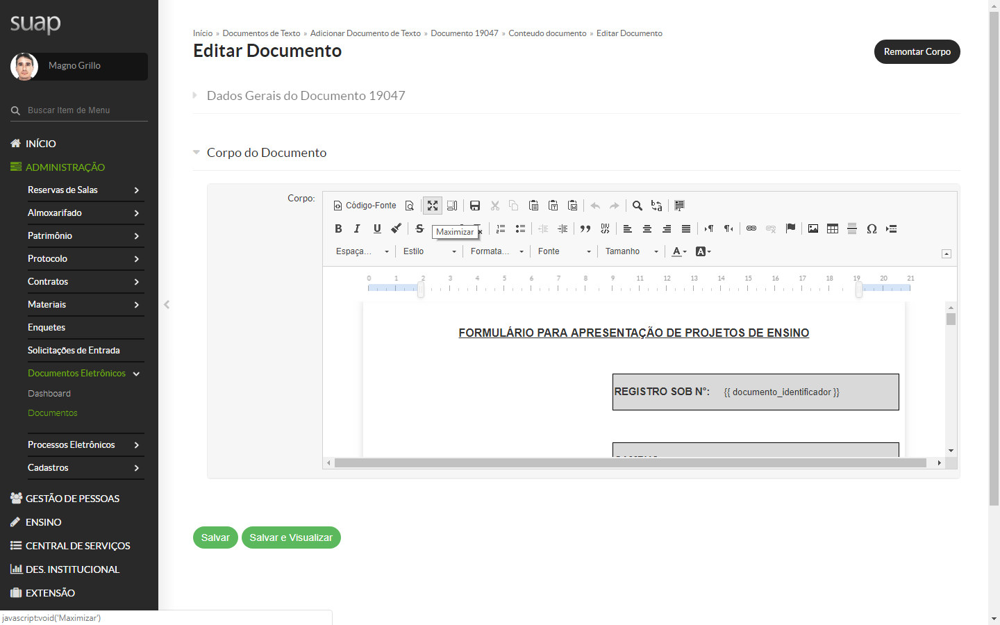 suap
Magno Grillo
Buscar Item de Menu
INÍCIO
ADMINISTRAÇÃO
Reservas de Salas
Almoxarifado
Patrimônio
Protocolo
Contratos
Materiais
Enquetes
Solicitações de Entrada
Documentos Eletrônicos
Dashboard
Documentos
Processos Eletrônicos
Cadastros
GESTÃO DE PESSOAS
ENSINO
CENTRAL DE SERVIÇOS
DES. INSTITUCIONAL
EXTENSÃO
javascript:void('Maximizar')
Início » Documentos de Texto » Adicionar Documento de Texto » Documento 19047 » Conteudo documento » Editar Documento
Editar Documento
Remontar Corpo
Dados Gerais do Documento 19047
Corpo do Documento
Corpo:
Código-Fonte
B I U S
Maximizar
Espaça... Estilo Formata... Fonte Tamanho A A
0 1 2 3 4 5 6 7 8 9 10 11 12 13 14 15 16 17 18 19 20 21
FORMULÁRIO PARA APRESENTAÇÃO DE PROJETOS DE ENSINO
REGISTRO SOB N°: {{ documento_identificador }}
Salvar
Salvar e Visualizar